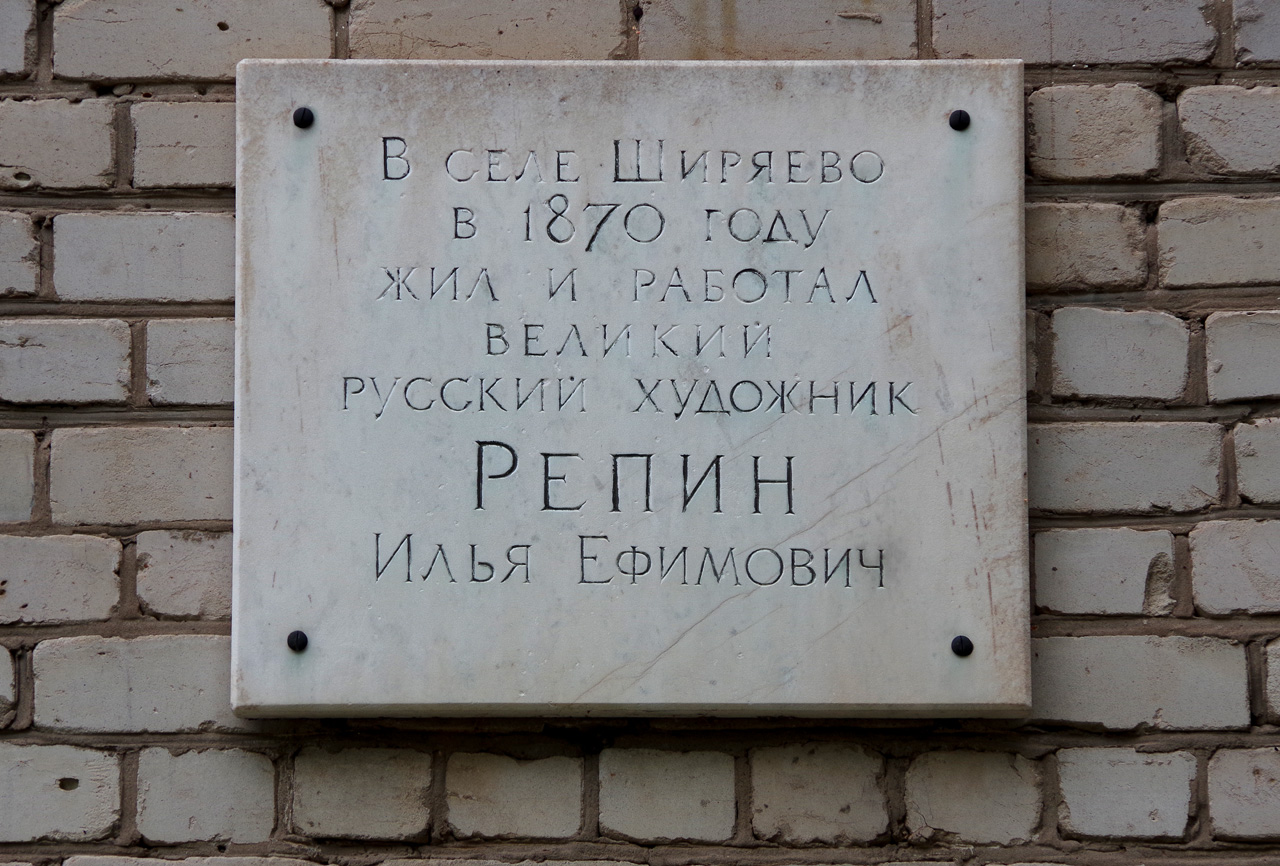 В СЕЛЕ ШИРЯЕВО
В 1870 ГОДУ
ЖИЛ И РАБОТАЛ
ВЕЛИКИЙ
РУССКИЙ ХУДОЖНИК
РЕПИН
ИЛЬЯ ЕФИМОВИЧ